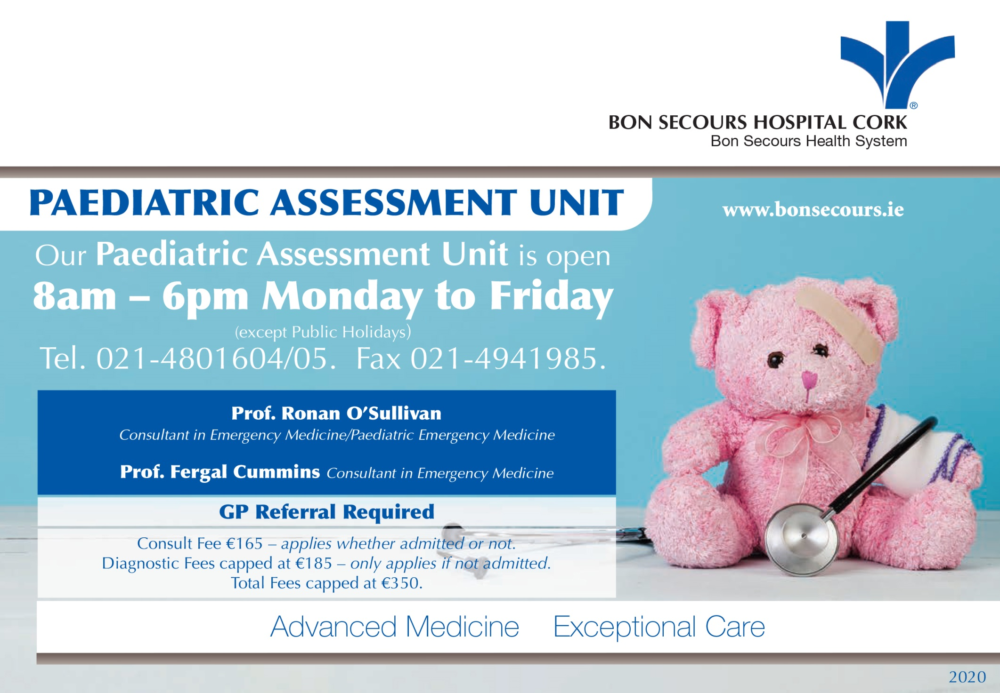 ®
BON SECOURS HOSPITAL CORK
Bon Secours Health System
PAEDIATRIC ASSESSMENT UNIT
www.bonsecours.ie
Our Paediatric Assessment Unit is open
8am – 6pm Monday to Friday
(except Public Holidays)
Tel. 021-4801604/05. Fax 021-4941985.
Prof. Ronan O’Sullivan
Consultant in Emergency Medicine/Paediatric Emergency Medicine
Prof. Fergal Cummins Consultant in Emergency Medicine
GP Referral Required
Consult Fee €165 – applies whether admitted or not.
Diagnostic Fees capped at €185 – only applies if not admitted.
Total Fees capped at €350.
Advanced Medicine Exceptional Care
2020